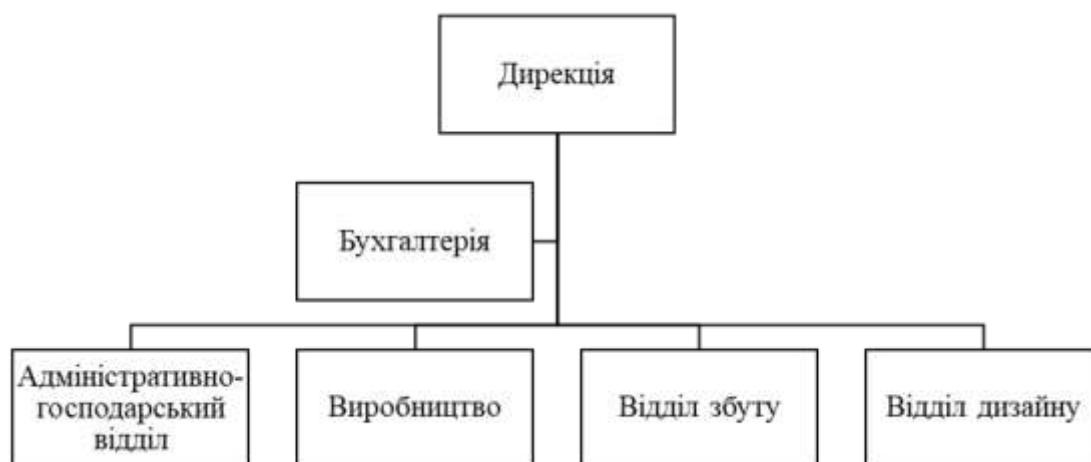 Дирекція
Бухгалтерія
Адміністративно-
господарський
відділ
Виробництво
Відділ збуту
Відділ дизайну